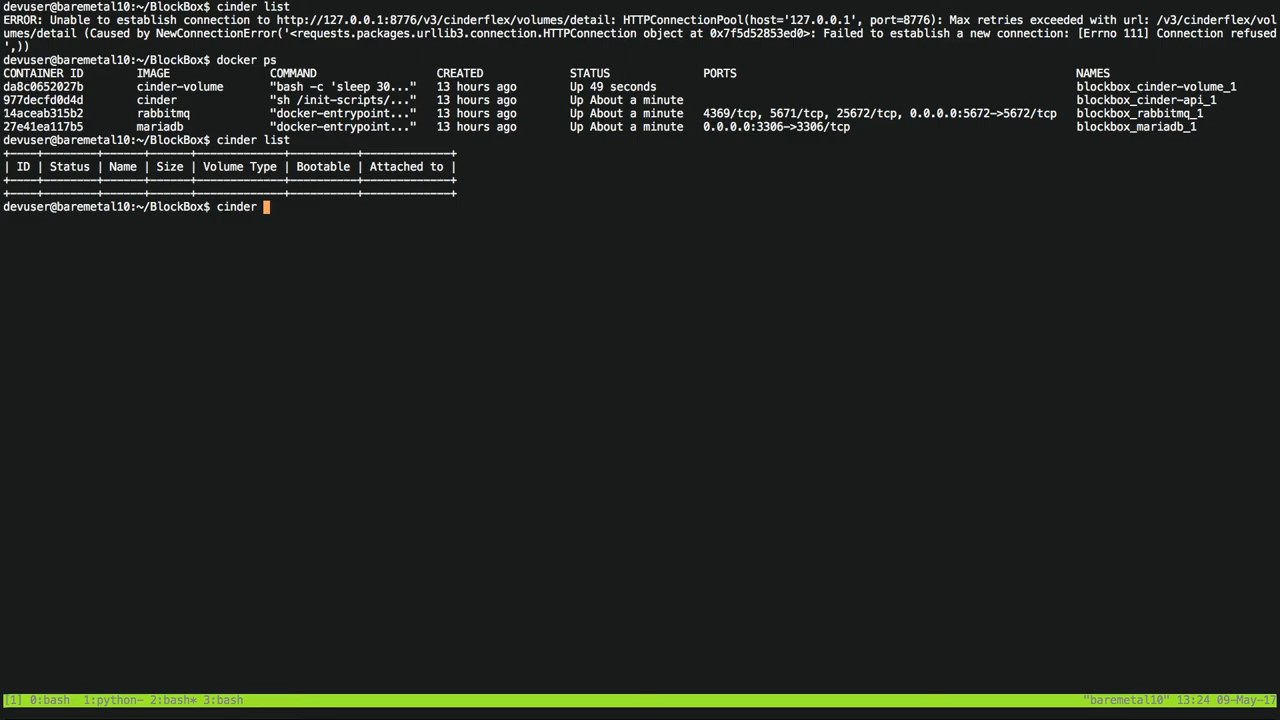 devuser@baremetal10:~/BlockBox$ cinder list
ERROR: Unable to establish connection to http://127.0.0.1:8776/v3/cinderflex/volumes/detail: HTTPConnectionPool(host='127.0.0.1', port=8776): Max retries exceeded with url: /v3/cinderflex/vol
umes/detail (Caused by NewConnectionError('<requests.packages.urllib3.connection.HTTPConnection object at 0x7f5d52853ed0>: Failed to establish a new connection: [Errno 111] Connection refused
',))
devuser@baremetal10:~/BlockBox$ docker ps
CONTAINER ID IMAGE COMMAND CREATED STATUS PORTS NAMES
da8c0652027b cinder-volume "bash -c 'sleep 30..." 13 hours ago Up 49 seconds blockbox_cinder-volume_1
977decfd0d4d cinder "sh /init-scripts/..." 13 hours ago Up About a minute blockbox_cinder-api_1
14aceab315b2 rabbitmq "docker-entrypoint..." 13 hours ago Up About a minute 4369/tcp, 5671/tcp, 25672/tcp, 0.0.0.0:5672->5672/tcp blockbox_rabbitmq_1
27e41ea117b5 mariadb "docker-entrypoint..." 13 hours ago Up About a minute 0.0.0.0:3306->3306/tcp blockbox_mariadb_1
devuser@baremetal10:~/BlockBox$ cinder list
+----+--------+------+------+-------------+----------+-------------+
| ID | Status | Name | Size | Volume Type | Bootable | Attached to |
+----+--------+------+------+-------------+----------+-------------+
+----+--------+------+------+-------------+----------+-------------+
devuser@baremetal10:~/BlockBox$ cinder
[1] 0:bash 1:python- 2:bash* 3:bash "baremetal10" 13:24 09-May-17